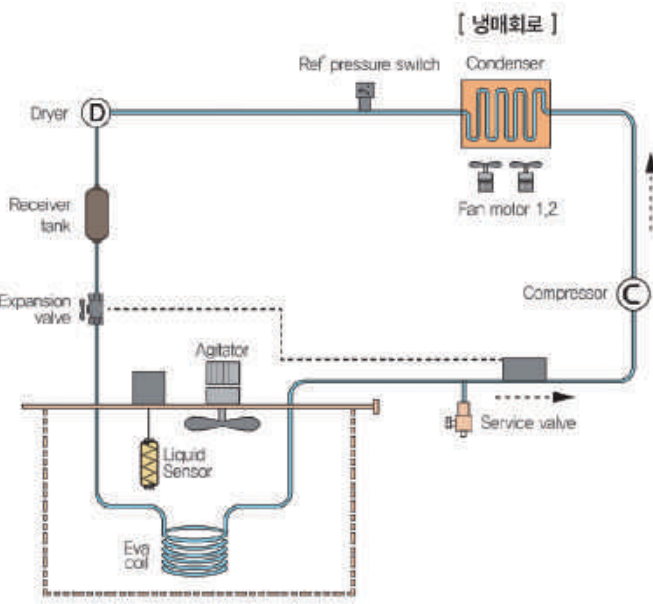 [ 냉매회로 ]
Ref' pressure switch
Condenser
Dryer
D
Fan motor 1,2
Receiver
tank
Expansion
valve
Compressor
C
Agitator
Service valve
Liquid
Sensor
Eva
coil